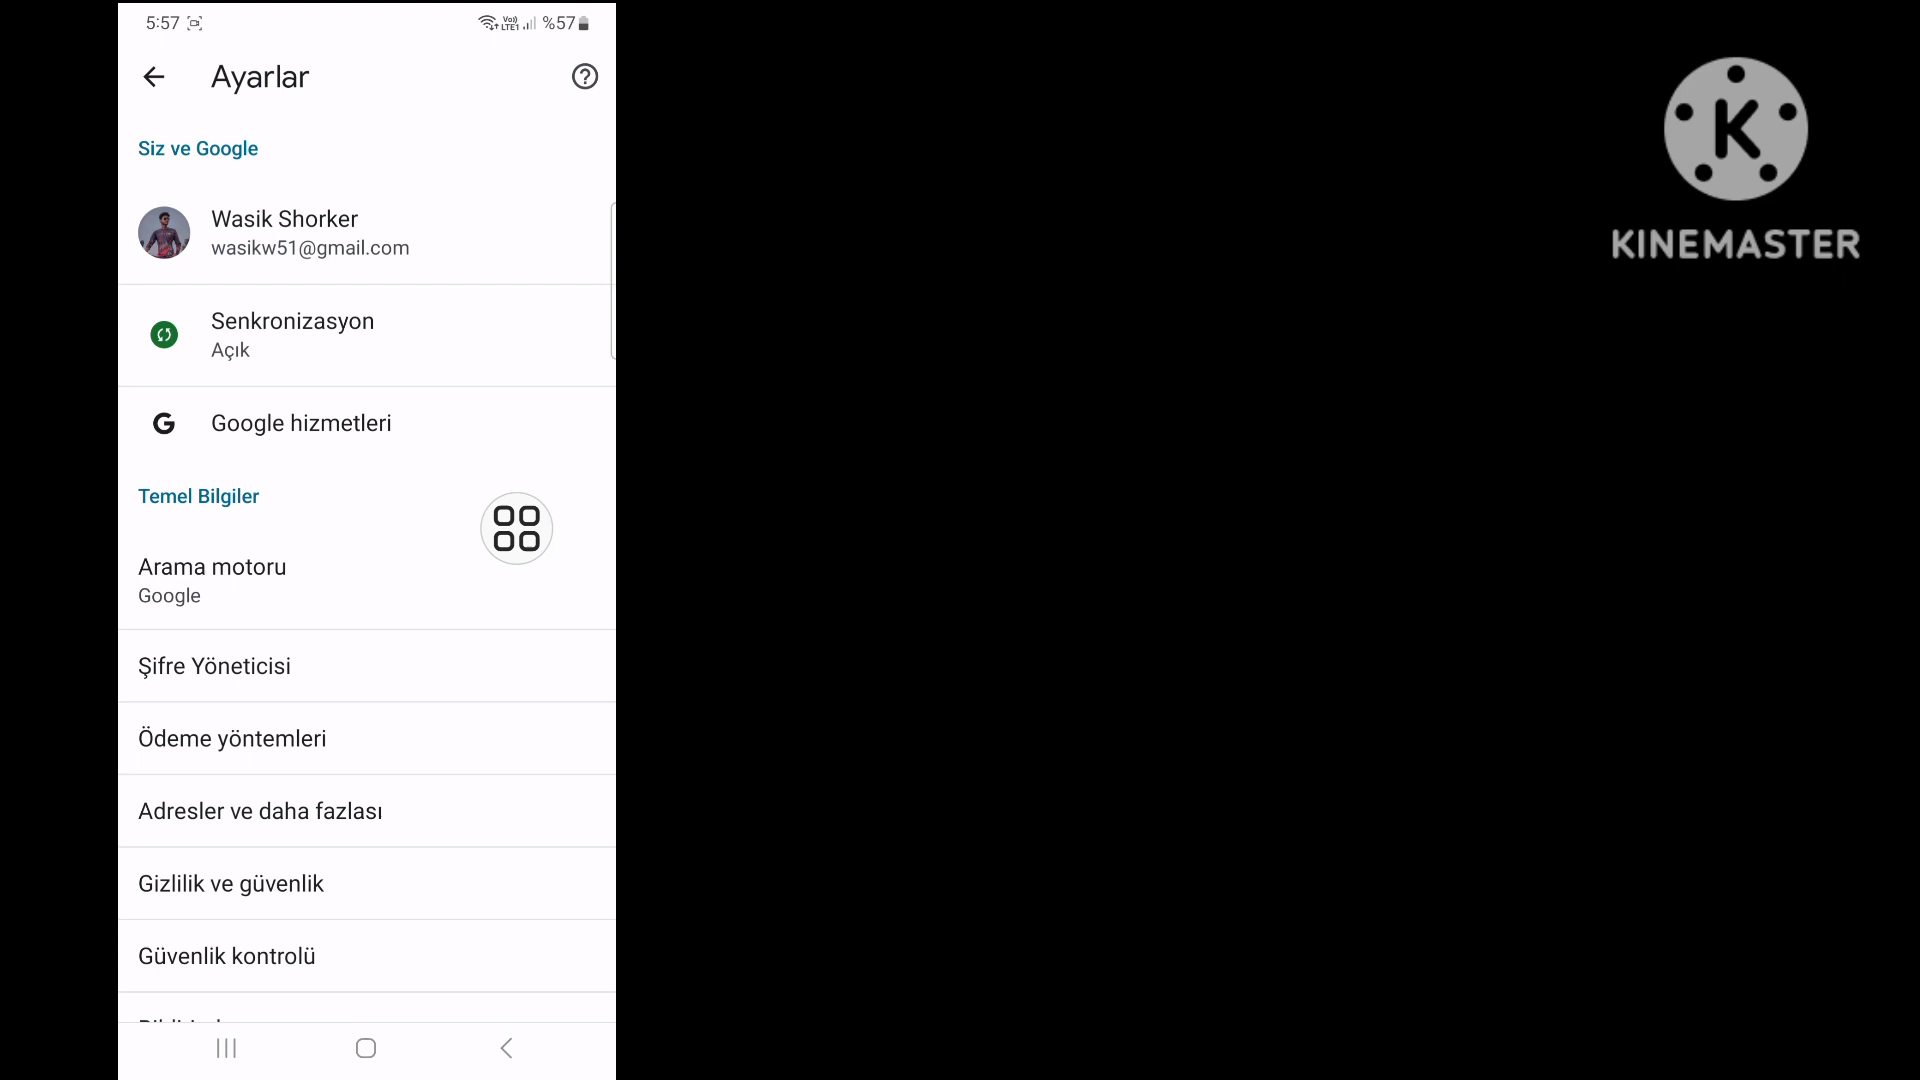 5:57 %57
Ayarlar
Siz ve Google
Wasik Shorker
wasikw51@gmail.com
Senkronizasyon
Açık
G Google hizmetleri
Temel Bilgiler
Arama motoru
Google
Şifre Yöneticisi
Ödeme yöntemleri
Adresler ve daha fazlası
Gizlilik ve güvenlik
Güvenlik kontrolü
K
KINEMASTER